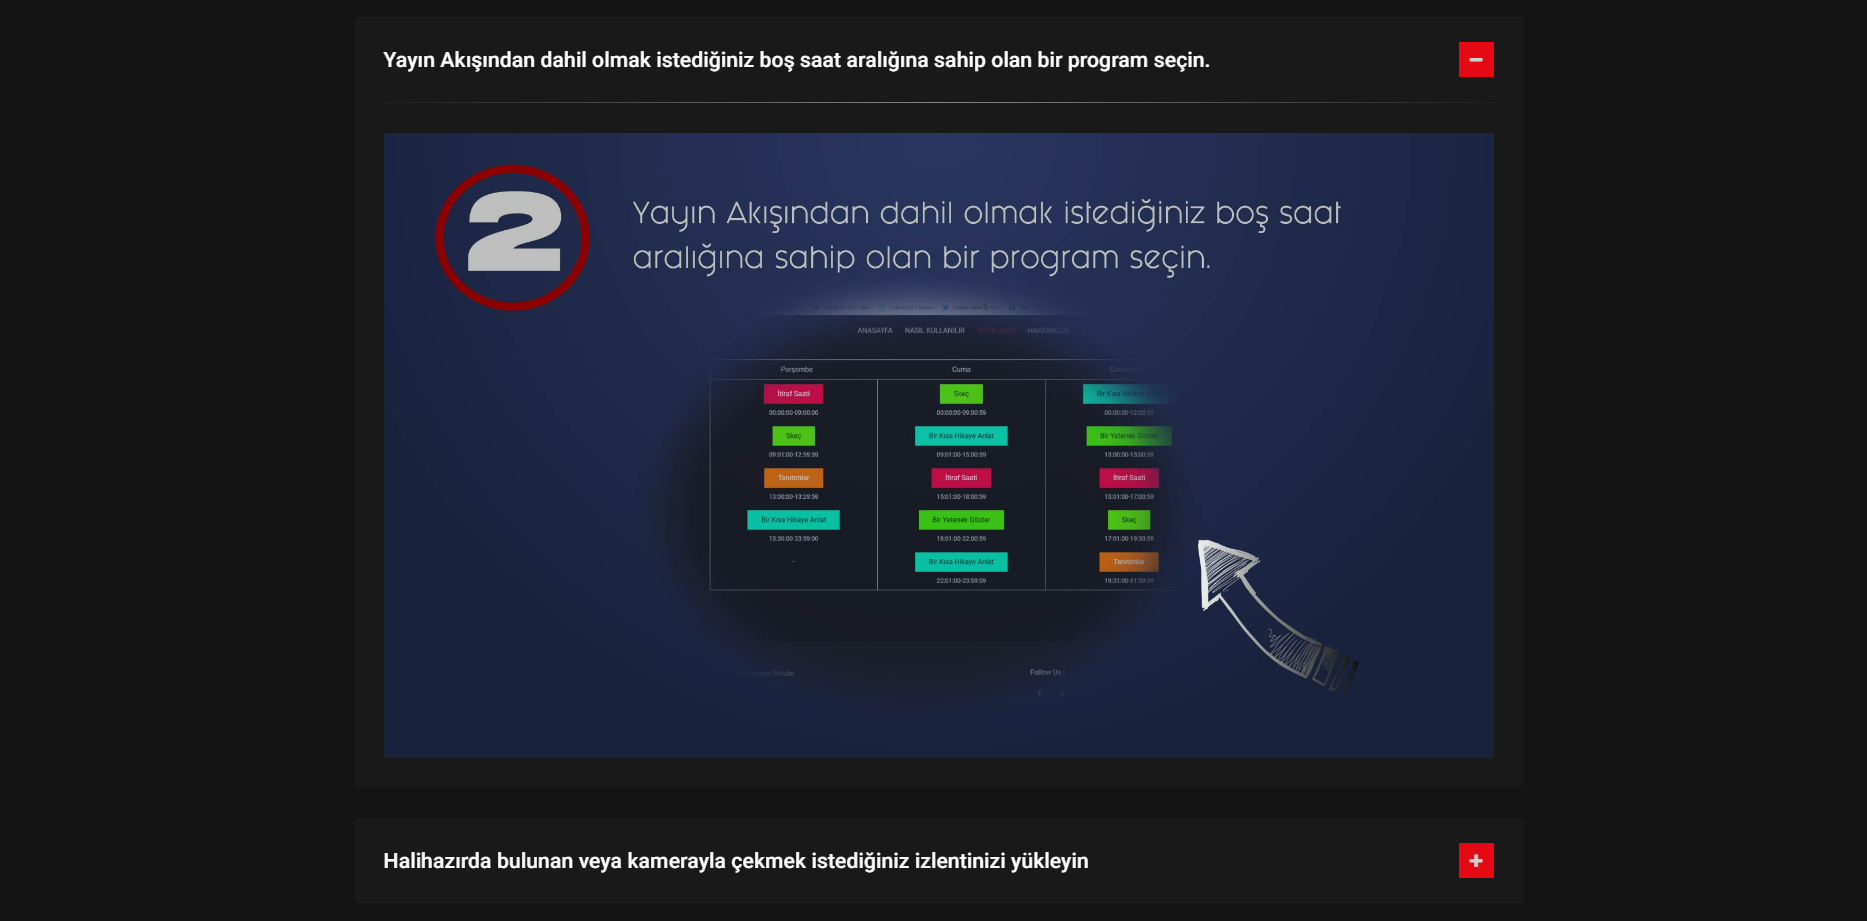 Yayın Akışından dahil olmak istediğiniz boş saat aralığına sahip olan bir program seçin.
2
Yayın Akışından dahil olmak istediğiniz boş saat
aralığına sahip olan bir program seçin.
ANASAYFA NASIL KULLANILIR YAYIN AKIŞI HAKKIMIZDA
Perşembe Cuma
İtiraf Saati Skeç Bir Kısa Hikaye
00:00:00-09:00:00 00:00:00-09:00:59 00:00:00-12:00:59
Skeç Bir Kısa Hikaye Anlat Bir Yetenek Göster
09:01:00-12:59:59 09:01:00-15:00:59 13:00:00-15:00:59
Tanıtımlar İtiraf Saati İtiraf Saati
13:00:00-13:29:59 15:01:00-18:00:59 15:01:00-17:00:59
Bir Kısa Hikaye Anlat Bir Yetenek Göster Skeç
13:30:00-23:59:00 18:01:00-22:00:59 17:01:00-19:30:59
- Bir Kısa Hikaye Anlat Tanıtımlar
22:01:00-23:59:59 19:31:00-21:59:59
Sorular Follow Us :
Halihazırda bulunan veya kamerayla çekmek istediğiniz izlentinizi yükleyin